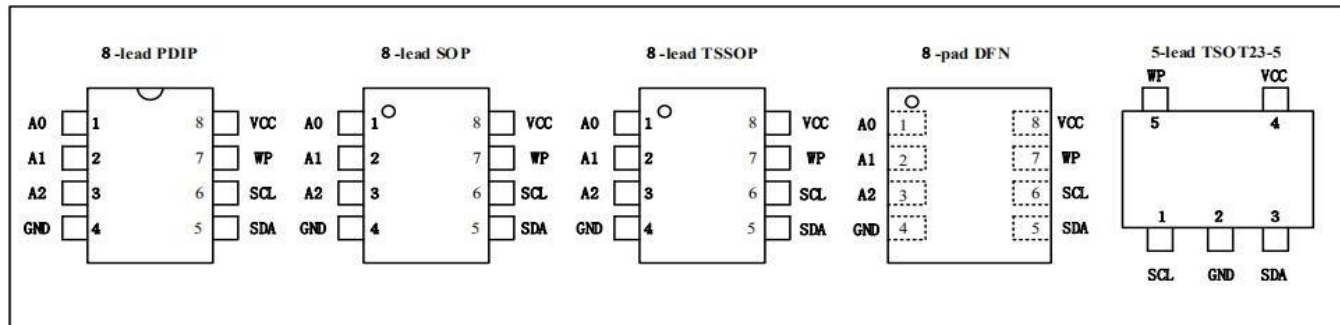 8-lead PDIP 8-lead SOP 8-lead TSSOP 8-pad DFN 5-lead TSOT23-5
WP VCC
A0 1 8 VCC A0 1 8 VCC A0 1 8 VCC A0 1 8 VCC 5 4
A1 2 7 WP A1 2 7 WP A1 2 7 WP A1 2 7 WP
A2 3 6 SCL A2 3 6 SCL A2 3 6 SCL A2 3 6 SCL
GND 4 5 SDA GND 4 5 SDA GND 4 5 SDA GND 4 5 SDA 1 2 3
SCL GND SDA